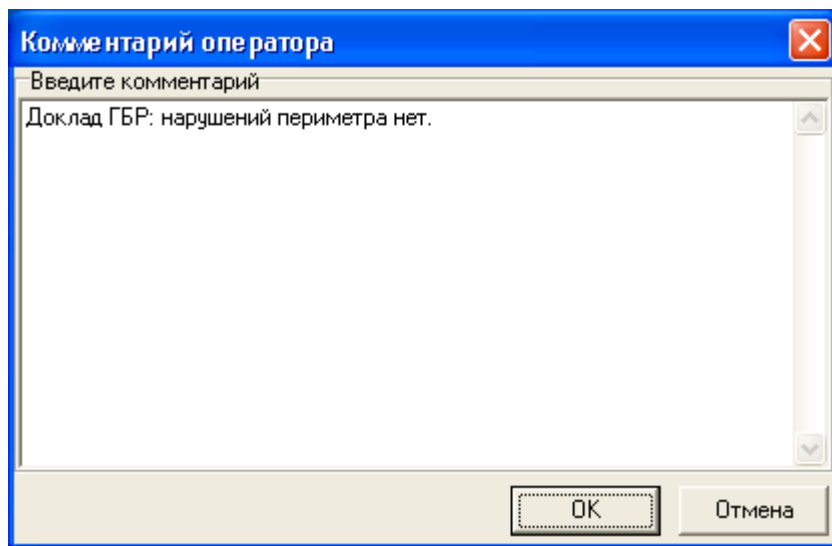 Комментарий оператора
Введите комментарий
Доклад ГБР: нарушений периметра нет.
OK
Отмена